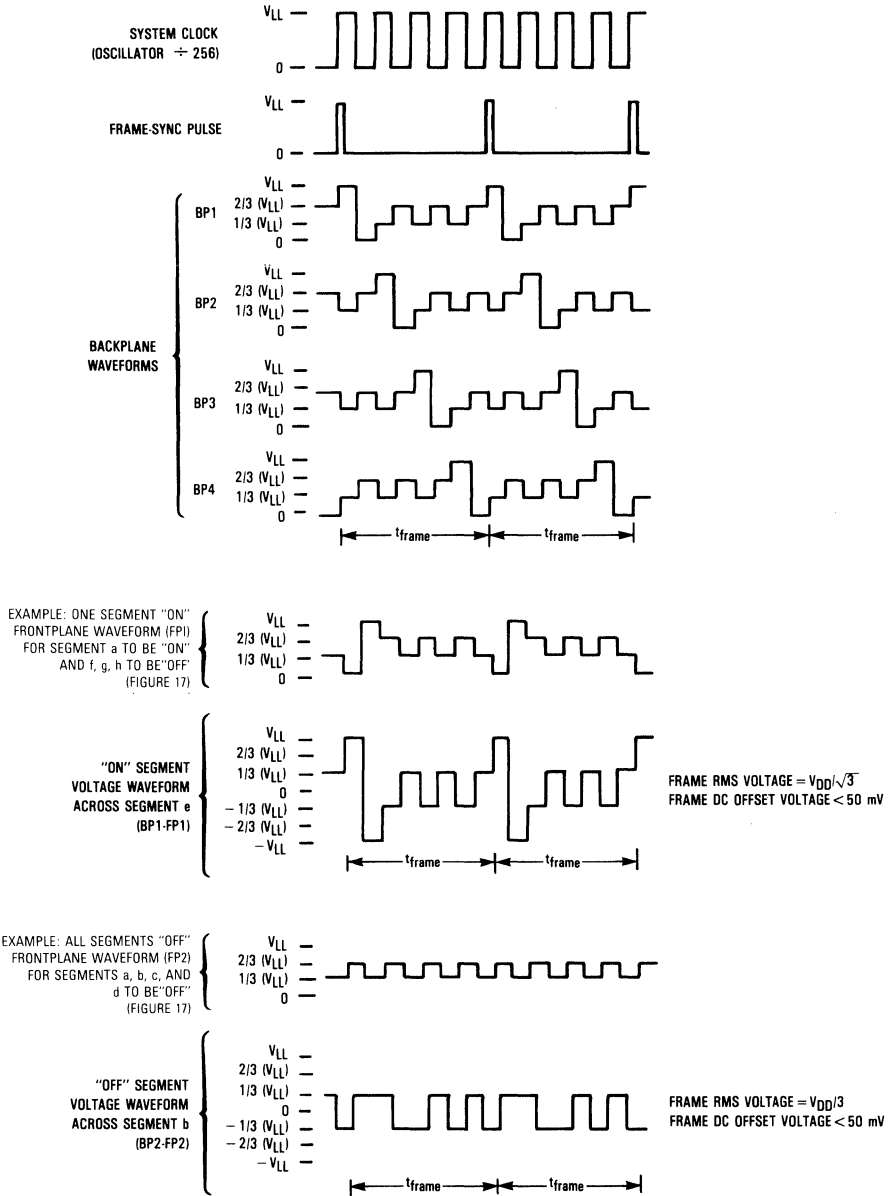 SYSTEM CLOCK
(OSCILLATOR ÷ 256)
VLL
0
FRAME-SYNC PULSE
VLL
0
BACKPLANE
WAVEFORMS
BP1
VLL
2/3 (VLL)
1/3 (VLL)
0
BP2
VLL
2/3 (VLL)
1/3 (VLL)
0
BP3
VLL
2/3 (VLL)
1/3 (VLL)
0
BP4
VLL
2/3 (VLL)
1/3 (VLL)
0
tframe tframe
EXAMPLE: ONE SEGMENT "ON"
FRONTPLANE WAVEFORM (FPI)
FOR SEGMENT a TO BE "ON"
AND f, g, h TO BE"OFF'
(FIGURE 17)
VLL
2/3 (VLL)
1/3 (VLL)
0
"ON" SEGMENT
VOLTAGE WAVEFORM
ACROSS SEGMENT e
(BP1-FP1)
VLL
2/3 (VLL)
1/3 (VLL)
0
– 1/3 (VLL)
– 2/3 (VLL)
– VLL
FRAME RMS VOLTAGE = VDD/√3
FRAME DC OFFSET VOLTAGE < 50 mV
tframe tframe
EXAMPLE: ALL SEGMENTS "OFF"
FRONTPLANE WAVEFORM (FP2)
FOR SEGMENTS a, b, c, AND
d TO BE"OFF"
(FIGURE 17)
VLL
2/3 (VLL)
1/3 (VLL)
0
"OFF" SEGMENT
VOLTAGE WAVEFORM
ACROSS SEGMENT b
(BP2-FP2)
VLL
2/3 (VLL)
1/3 (VLL)
0
– 1/3 (VLL)
– 2/3 (VLL)
– VLL
FRAME RMS VOLTAGE = VDD/3
FRAME DC OFFSET VOLTAGE < 50 mV
tframe tframe